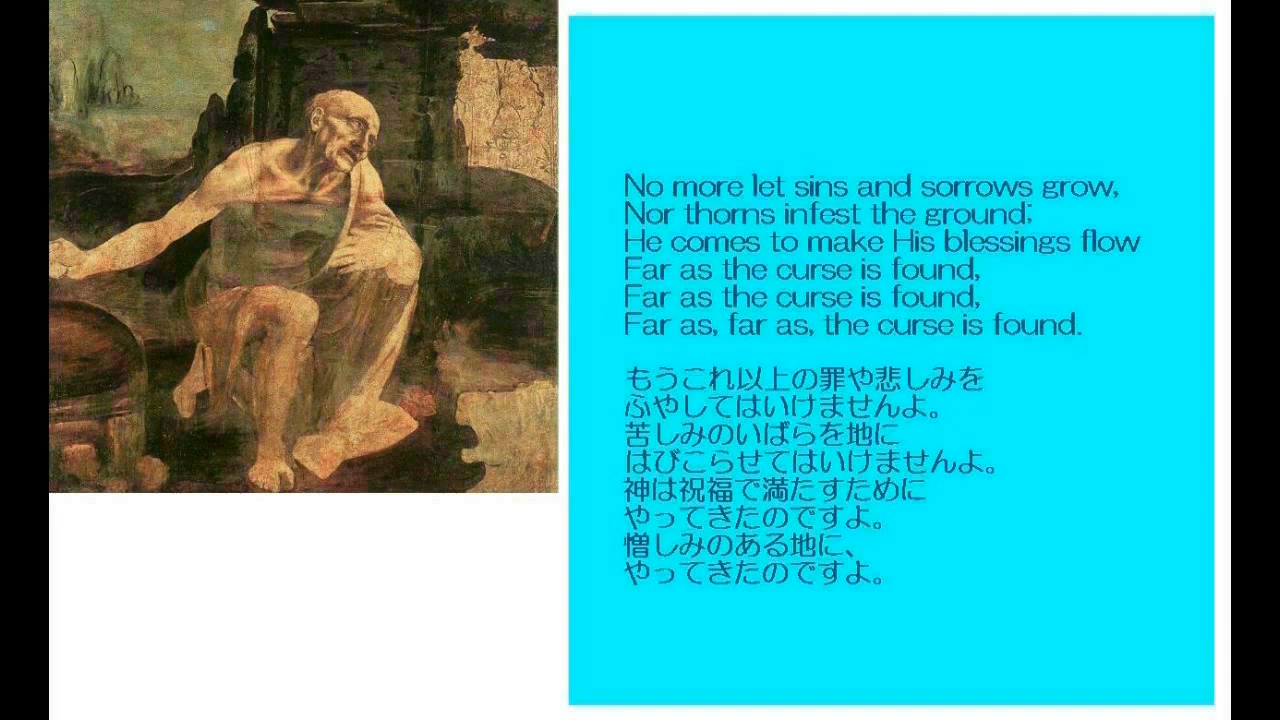 No more let sins and sorrows grow,
Nor thorns infest the ground;
He comes to make His blessings flow
Far as the curse is found,
Far as the curse is found,
Far as, far as, the curse is found.
もうこれ以上の罪や悲しみを
ふやしてはいけませんよ。
苦しみのいばらを地に
はびこらせてはいけませんよ。
神は祝福で満たすために
やってきたのですよ。
憎しみのある地に、
やってきたのですよ。